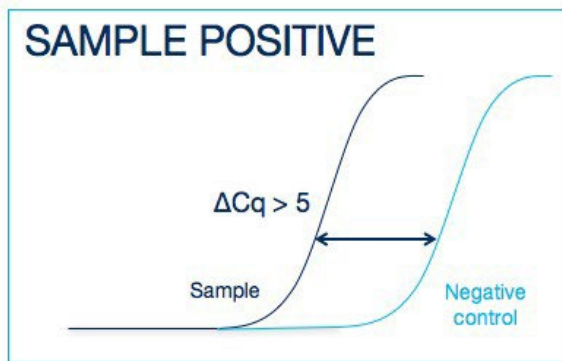 SAMPLE POSITIVE
ΔCq > 5
Sample
Negative
control